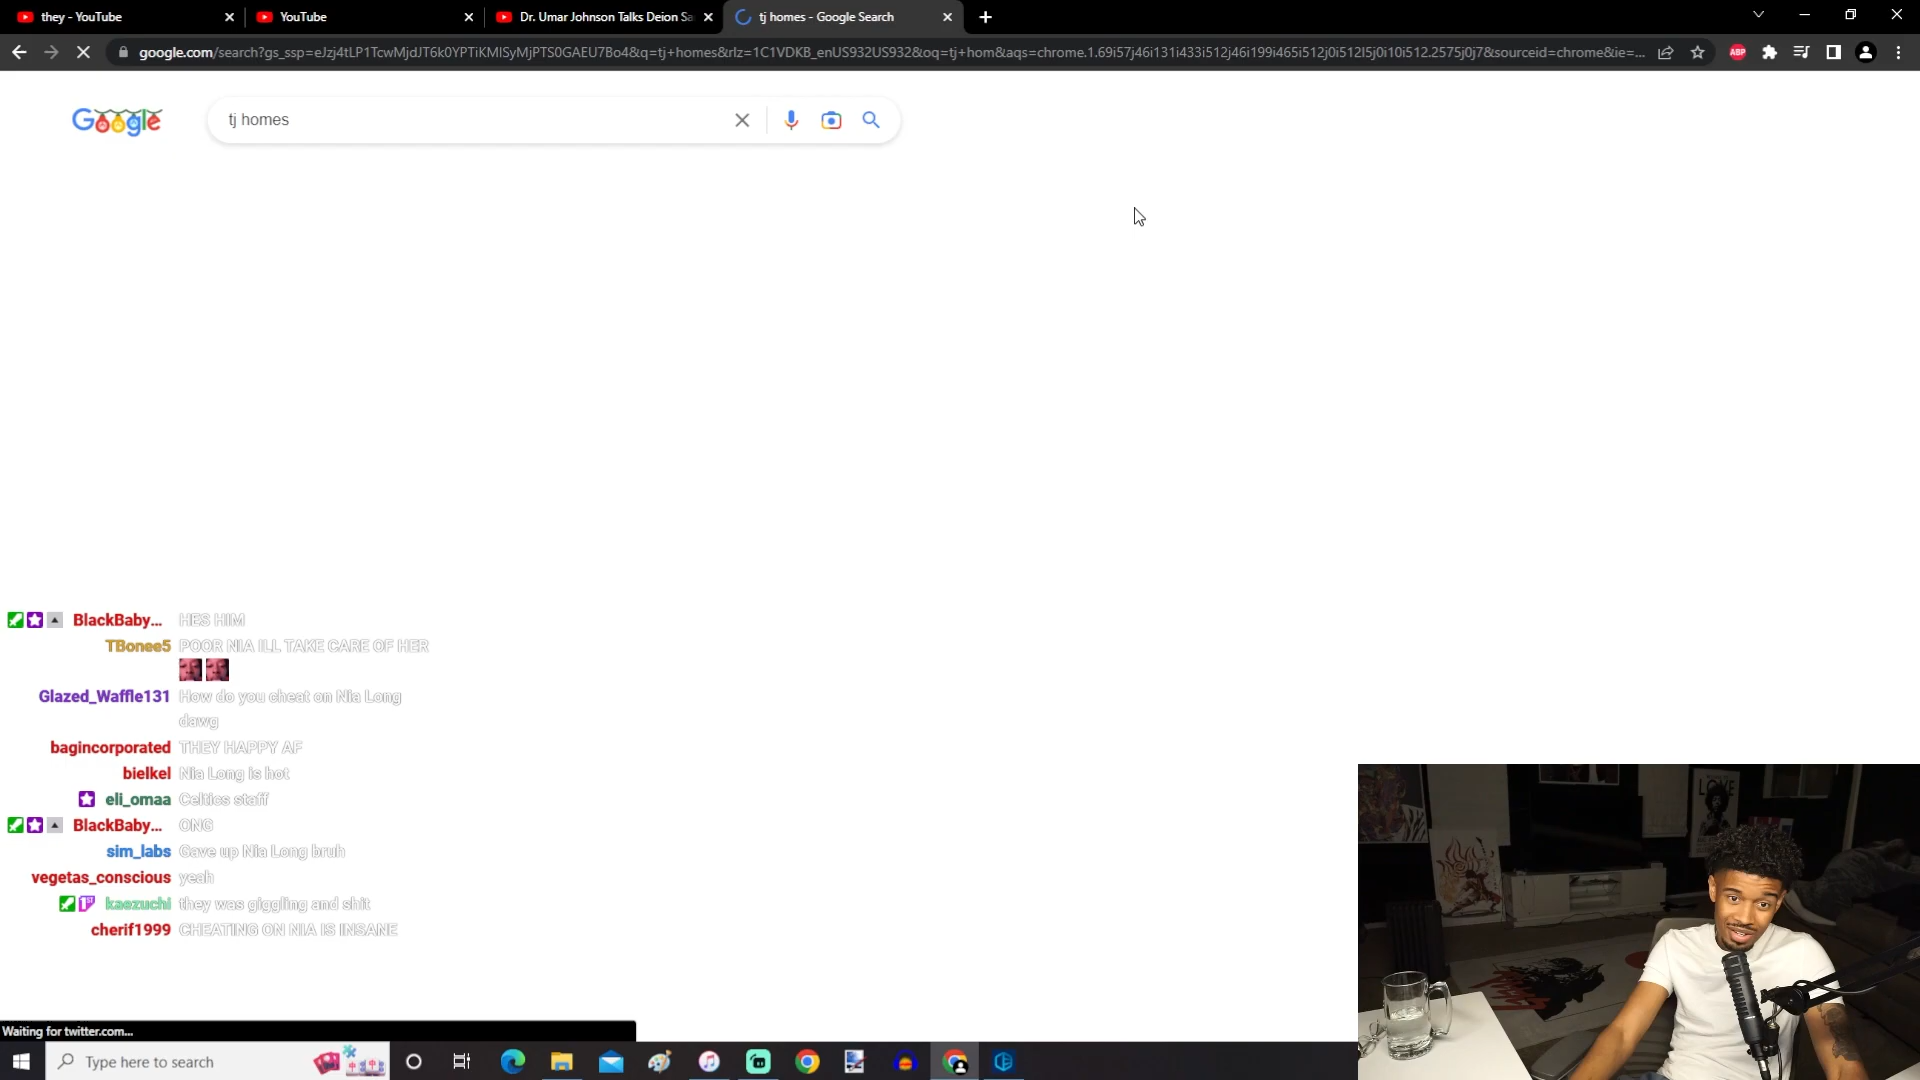 they - YouTube
YouTube
Dr. Umar Johnson Talks Deion Sa
tj homes - Google Search
google.com/search?gs_ssp=eJzj4tLP1TcwMjdJT6k0YPTiKMlSyMjPTS0GAEU7Bo4&q=tj+homes&rlz=1C1VDKB_enUS932US932&oq=tj+hom&aqs=chrome.1.69i57j46i131i433i512j46i199i465i512j0i512l5j0i10i512.2575j0j7&sourceid=chrome&ie=...
ABP
Google
tj homes
BlackBaby... HES HIM
TBonee5 POOR NIA ILL TAKE CARE OF HER
Glazed_Waffle131 How do you cheat on Nia Long
dawg
bagincorporated THEY HAPPY AF
bielkel Nia Long is hot
eli_omaa Celtics staff
BlackBaby... ONG
sim_labs Gave up Nia Long bruh
vegetas_conscious yeah
1ST kaezuchi they was giggling and shit
cherif1999 CHEATING ON NIA IS INSANE
LOVE
Waiting for twitter.com...
Type here to search